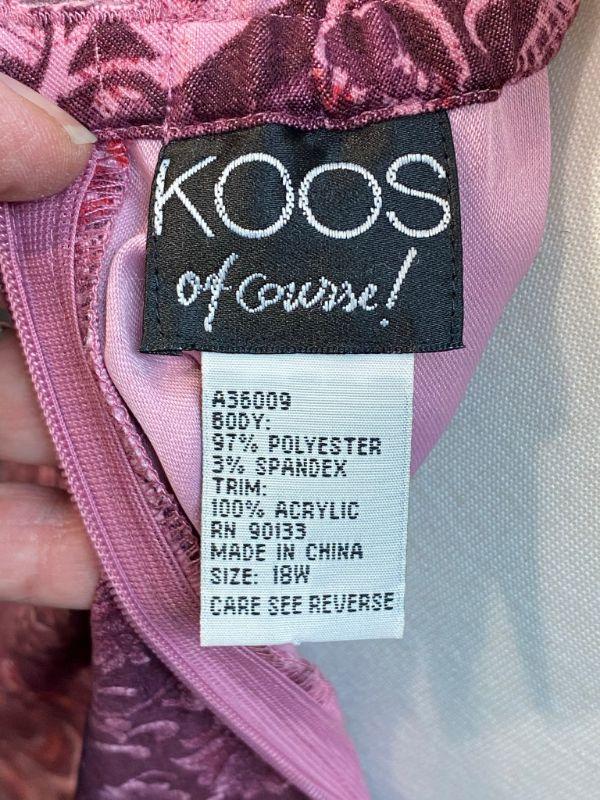 KOOS
of course!
A36009
BODY:
97% POLYESTER
3% SPANDEX
TRIM:
100% ACRYLIC
RN 90133
MADE IN CHINA
SIZE: 18W
CARE SEE REVERSE